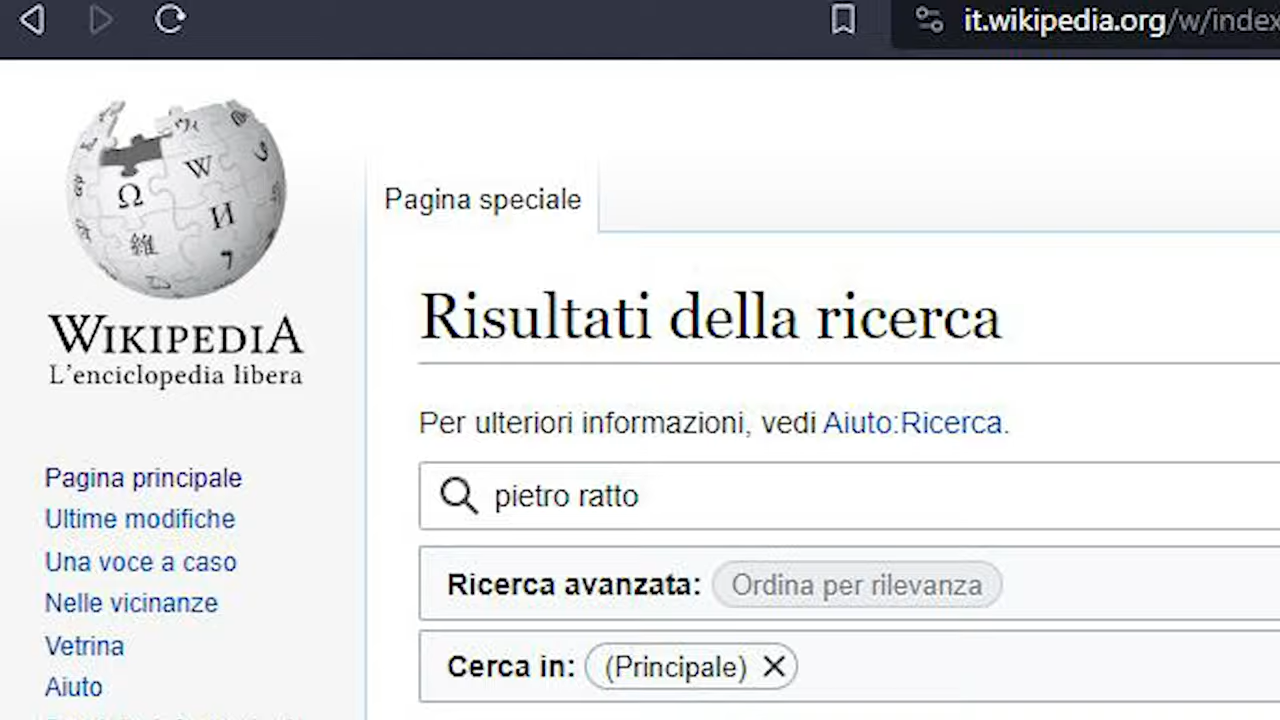 it.wikipedia.org/w/index
WIKIPEDIA
L'enciclopedia libera
Pagina principale
Ultime modifiche
Una voce a caso
Nelle vicinanze
Vetrina
Aiuto
Pagina speciale
Risultati della ricerca
Per ulteriori informazioni, vedi Aiuto:Ricerca.
pietro ratto
Ricerca avanzata: Ordina per rilevanza
Cerca in: (Principale)